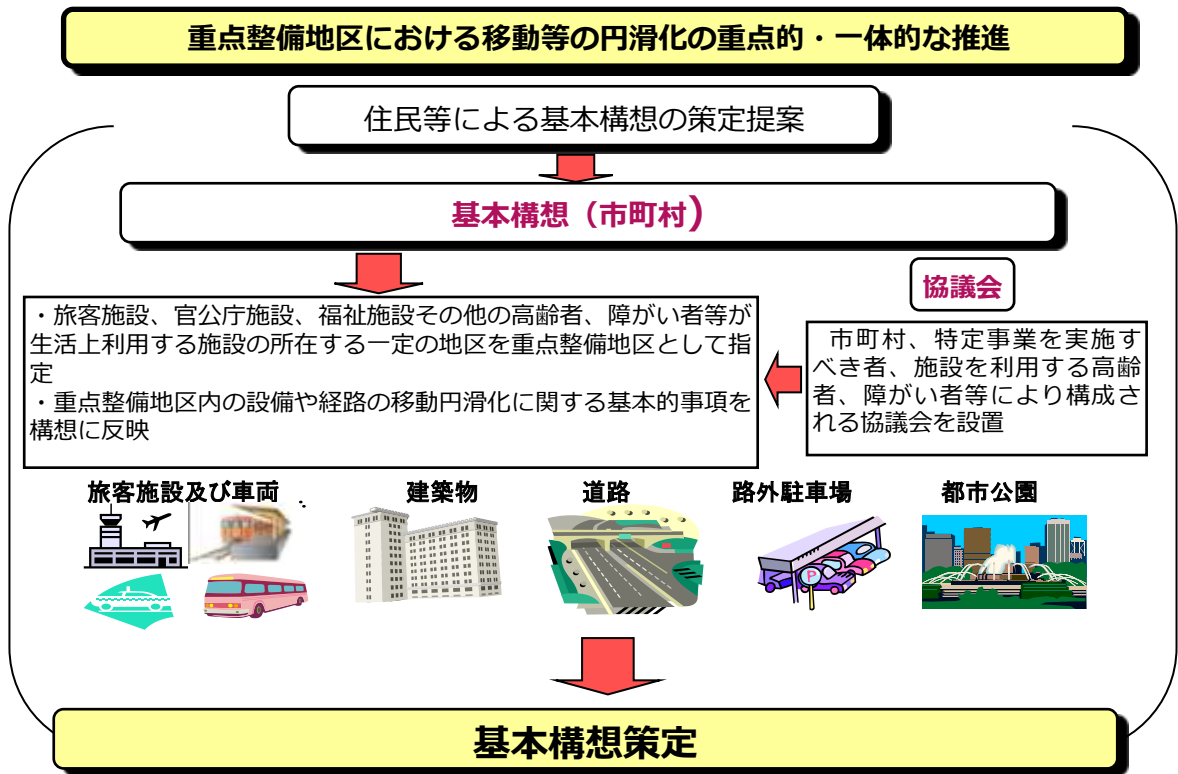 重点整備地区における移動等の円滑化の重点的・一体的な推進
住民等による基本構想の策定提案
基本構想（市町村）
・旅客施設、官公庁施設、福祉施設その他の高齢者、障がい者等が
生活上利用する施設の所在する一定の地区を重点整備地区として指
定
・重点整備地区内の設備や経路の移動円滑化に関する基本的事項を
構想に反映
協議会
市町村、特定事業を実施す
べき者、施設を利用する高齢
者、障がい者等により構成さ
れる協議会を設置
旅客施設及び車両
建築物
道路
路外駐車場
都市公園
P
基本構想策定